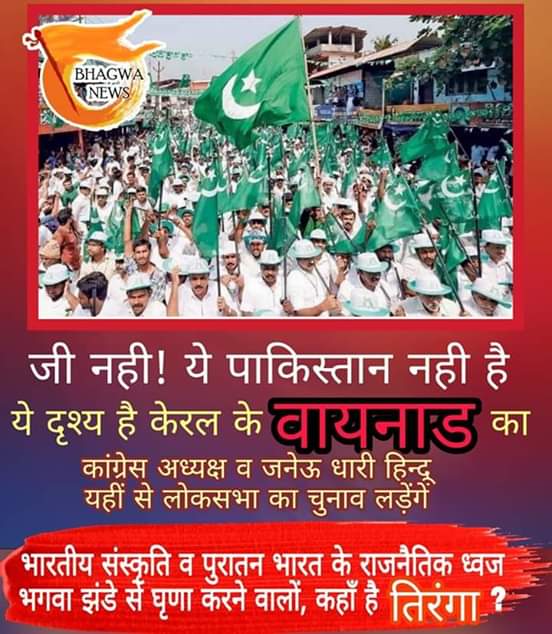 BHAGWA
NEWS
जी नही! ये पाकिस्तान नही है
ये दृश्य है केरल के वायनाड का
कांग्रेस अध्यक्ष व जनेऊ धारी हिन्दू
यहीं से लोकसभा का चुनाव लड़ेंगें
भारतीय संस्कृति व पुरातन भारत के राजनैतिक ध्वज
भगवा झंडे से घृणा करने वालों, कहाँ है तिरंगा ?